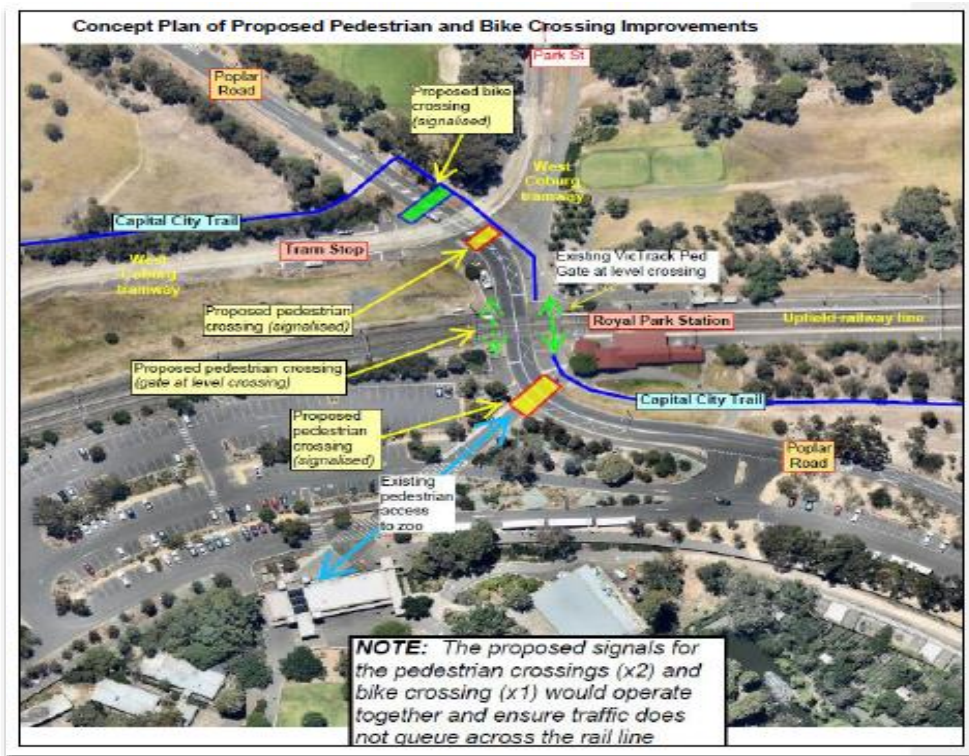 Concept Plan of Proposed Pedestrian and Bike Crossing Improvements
Park St
Poplar
Road
Proposed bike
crossing
(signalised)
West
Coburg
tramway
Capital City Trail
Tram Stop
West
Coburg
tramway
Existing VicTrack Ped
Gate at level crossing
Proposed pedestrian
crossing (signalised)
Royal Park Station
Upfield railway line
Proposed pedestrian crossing
(gate at level crossing)
Capital City Trail
Proposed
pedestrian
crossing
(signalised)
Poplar
Road
Existing
pedestrian
access
to zoo
NOTE: The proposed signals for
the pedestrian crossings (x2) and
bike crossing (x1) would operate
together and ensure traffic does
not queue across the rail line